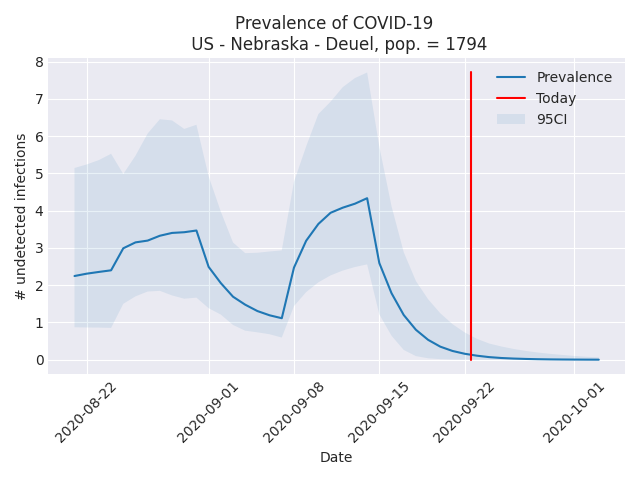 Prevalence of COVID-19
US - Nebraska - Deuel, pop. = 1794
8
7
6
5
4
3
2
1
0
# undetected infections
Prevalence
Today
95CI
2020-08-22
2020-09-01
2020-09-08
2020-09-15
2020-09-22
2020-10-01
Date